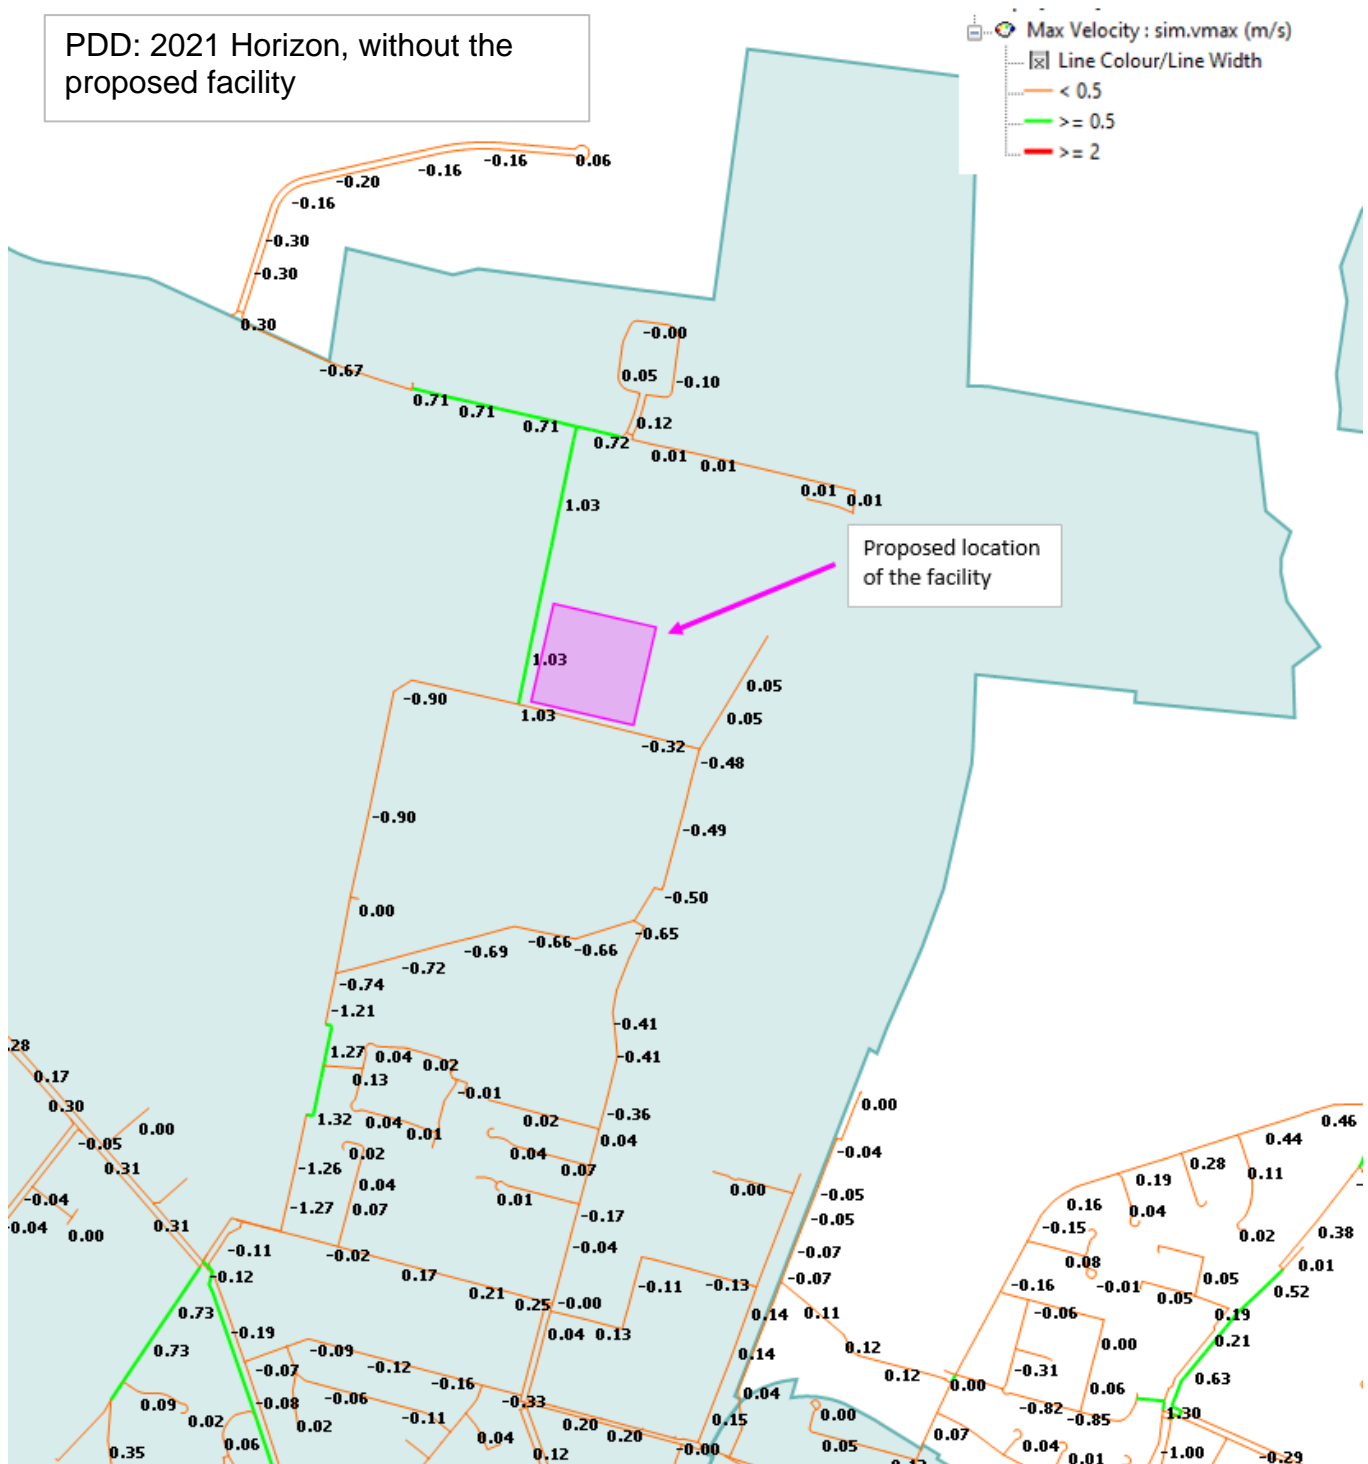 PDD: 2021 Horizon, without the
proposed facility
Max Velocity : sim.vmax (m/s)
Line Colour/Line Width
< 0.5
>= 0.5
>= 2
-0.16 -0.16 0.06
-0.20
-0.16
-0.30
-0.30
0.30
-0.00
-0.67
0.05 -0.10
0.71 0.71 0.71 0.72 0.12
0.01 0.01
0.01 0.01
1.03
Proposed location
of the facility
1.03
0.05
-0.90
1.03 0.05
-0.32
-0.48
-0.90
-0.49
-0.50
0.00
-0.65
-0.69 -0.66 -0.66
-0.72
-0.74
-1.21
-0.41
.28
1.27 0.04 0.02 -0.41
0.17 0.13
-0.01
0.30 0.00
1.32 0.04 0.01 0.02 -0.36 0.00
0.46
-0.05 0.04 0.44
0.31 -1.26 0.02 0.04 0.07 -0.04 0.28 0.11
-0.04 0.04 0.01 0.19
-0.04 0.00 0.31 -1.27 0.07 -0.17 0.00 -0.05 0.16 0.04
-0.05 -0.15 0.02 0.38
-0.11 -0.02 -0.04 -0.07 0.08 0.01
-0.12 0.17 -0.11 -0.13 -0.07 -0.16 -0.01 0.05
0.21 0.25 -0.00 0.05 0.52
0.73 -0.19 0.04 0.13 0.14 0.11 -0.06 0.19
0.73 -0.09 0.14 0.12 0.00 0.21
-0.07 -0.12 0.12 0.00 -0.31 0.63
-0.16 0.04 0.06
0.09 -0.08 -0.06 -0.33 -0.82 -0.85 1.30
0.02 0.02 -0.11 0.20 0.15 0.00
0.06 0.04 0.20 0.07
0.35 0.12 -0.00 0.05 0.04 0.01 -1.00 -0.29